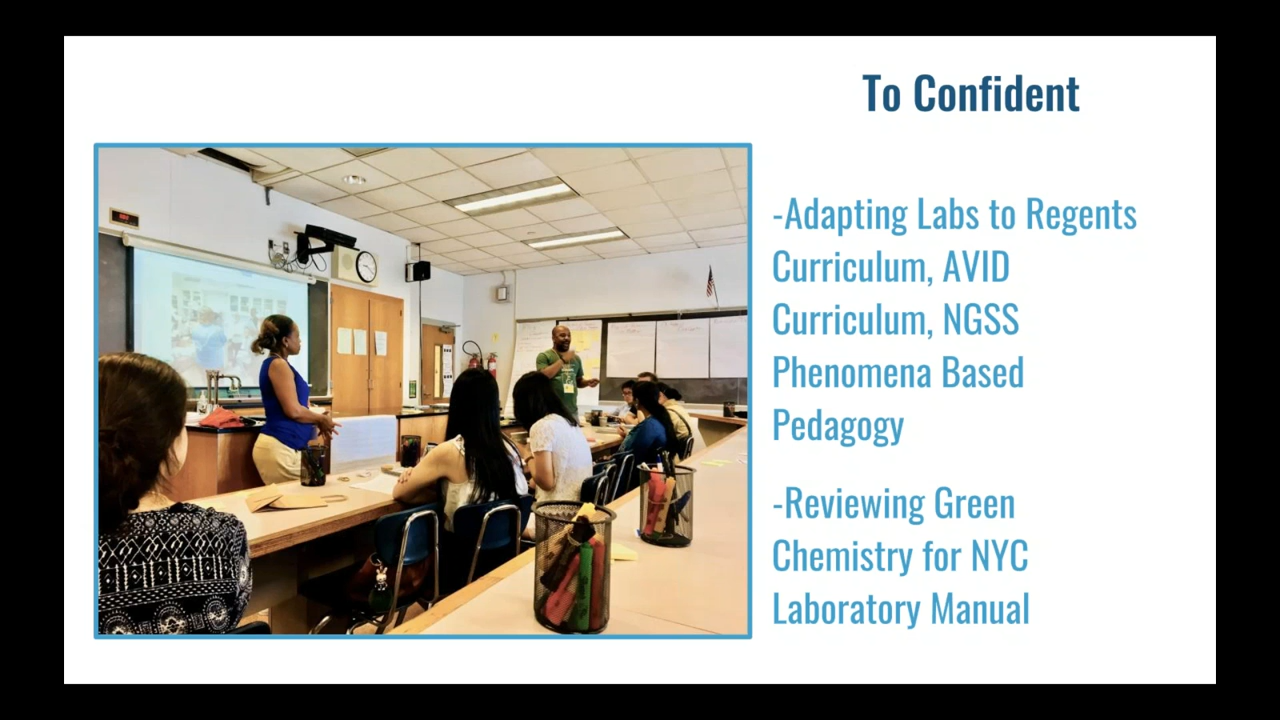 To Confident
-Adapting Labs to Regents
Curriculum, AVID
Curriculum, NGSS
Phenomena Based
Pedagogy
-Reviewing Green
Chemistry for NYC
Laboratory Manual